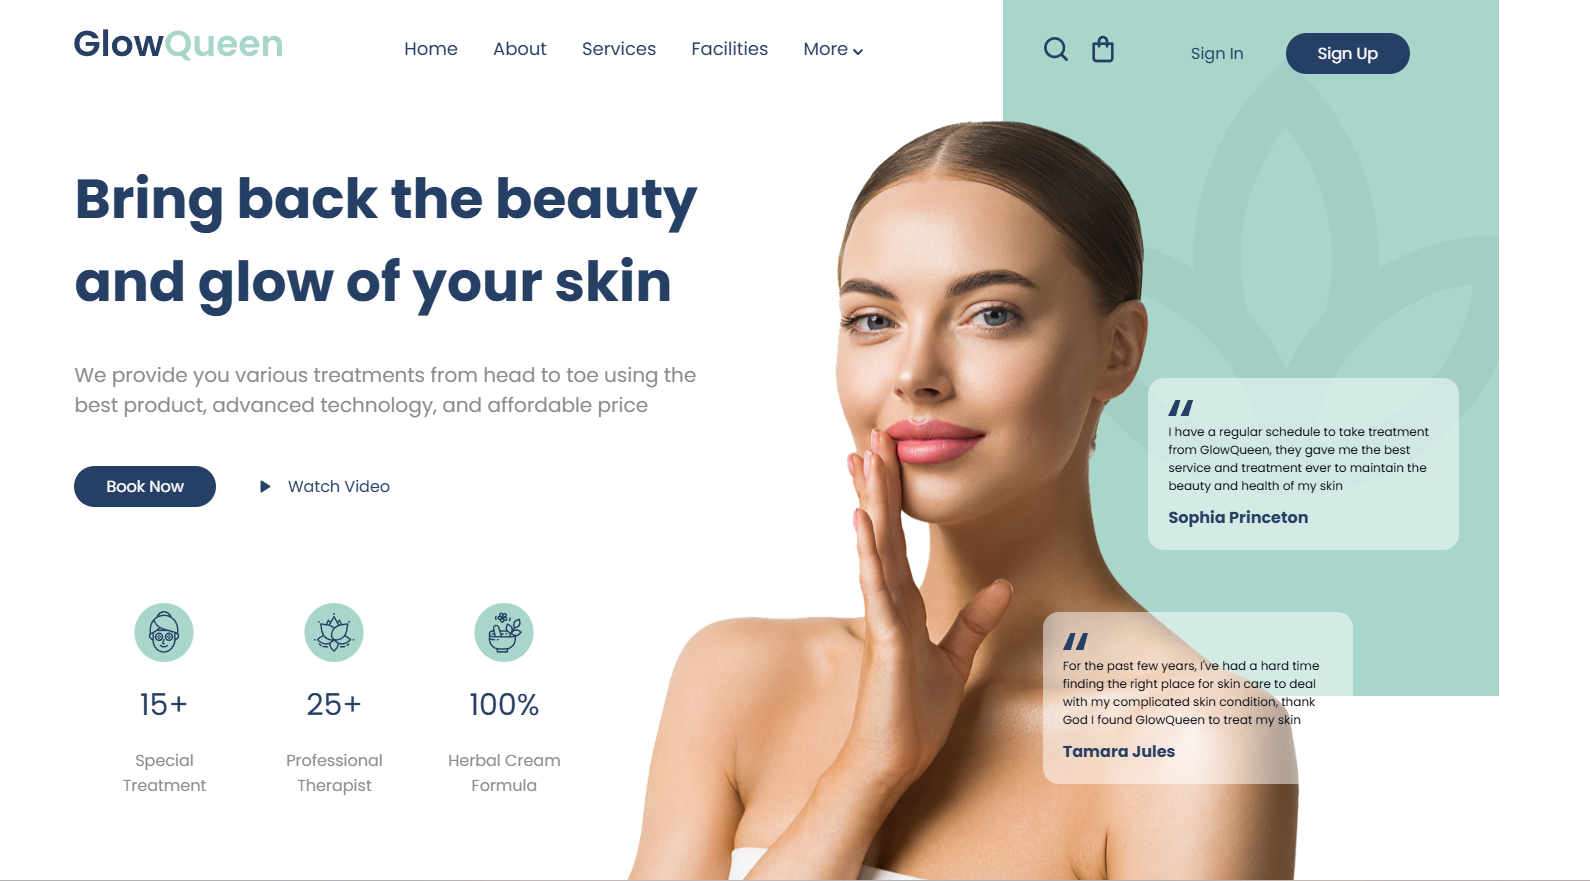 GlowQueen
Home About Services Facilities More
Sign In Sign Up
Bring back the beauty
and glow of your skin
We provide you various treatments from head to toe using the
best product, advanced technology, and affordable price
Book Now Watch Video
15+
Special
Treatment
25+
Professional
Therapist
100%
Herbal Cream
Formula
I have a regular schedule to take treatment
from GlowQueen, they gave me the best
service and treatment ever to maintain the
beauty and health of my skin
Sophia Princeton
For the past few years, I've had a hard time
finding the right place for skin care to deal
with my complicated skin condition, thank
God I found GlowQueen to treat my skin
Tamara Jules